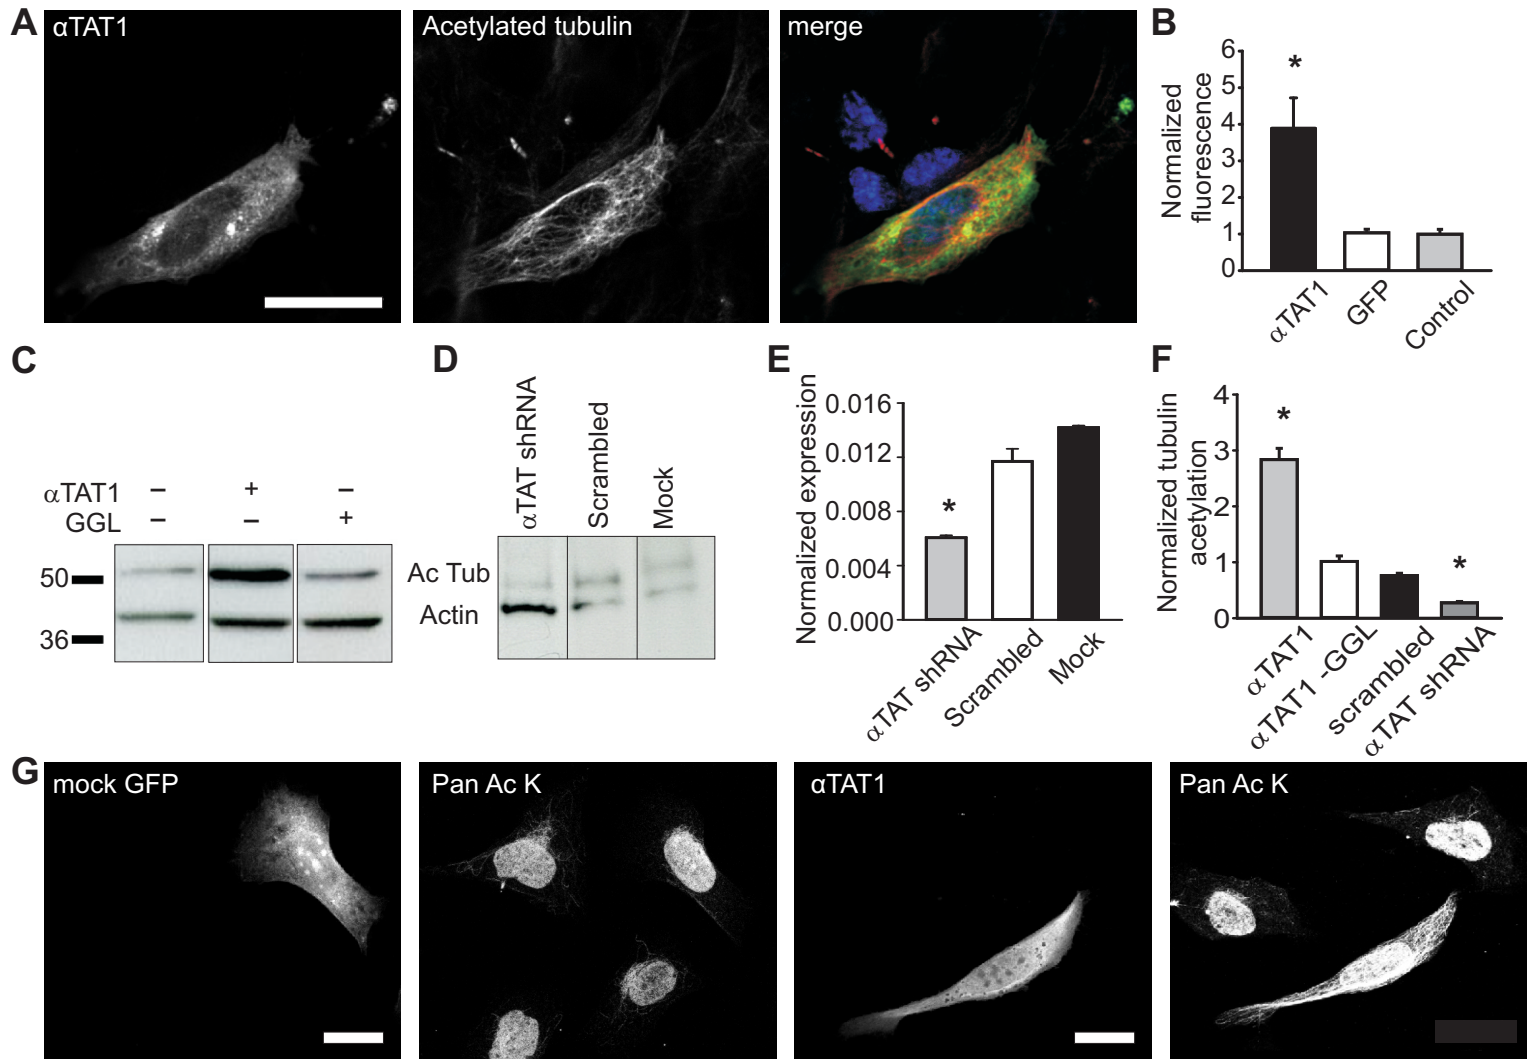 A
αTAT1
Acetylated tubulin
merge
B
Normalized
fluorescence
6
5
4
3
2
1
0
*
αTAT1
GFP
Control
C
αTAT1 – + –
GGL – – +
50
36
D
αTAT shRNA
Scrambled
Mock
Ac Tub
Actin
E
Normalized expression
0.016
0.012
0.008
0.004
0.000
*
αTAT shRNA
Scrambled
Mock
F
Normalized tubulin
acetylation
4
3
2
1
0
*
*
αTAT1
αTAT1 -GGL
scrambled
αTAT shRNA
G
mock GFP
Pan Ac K
αTAT1
Pan Ac K